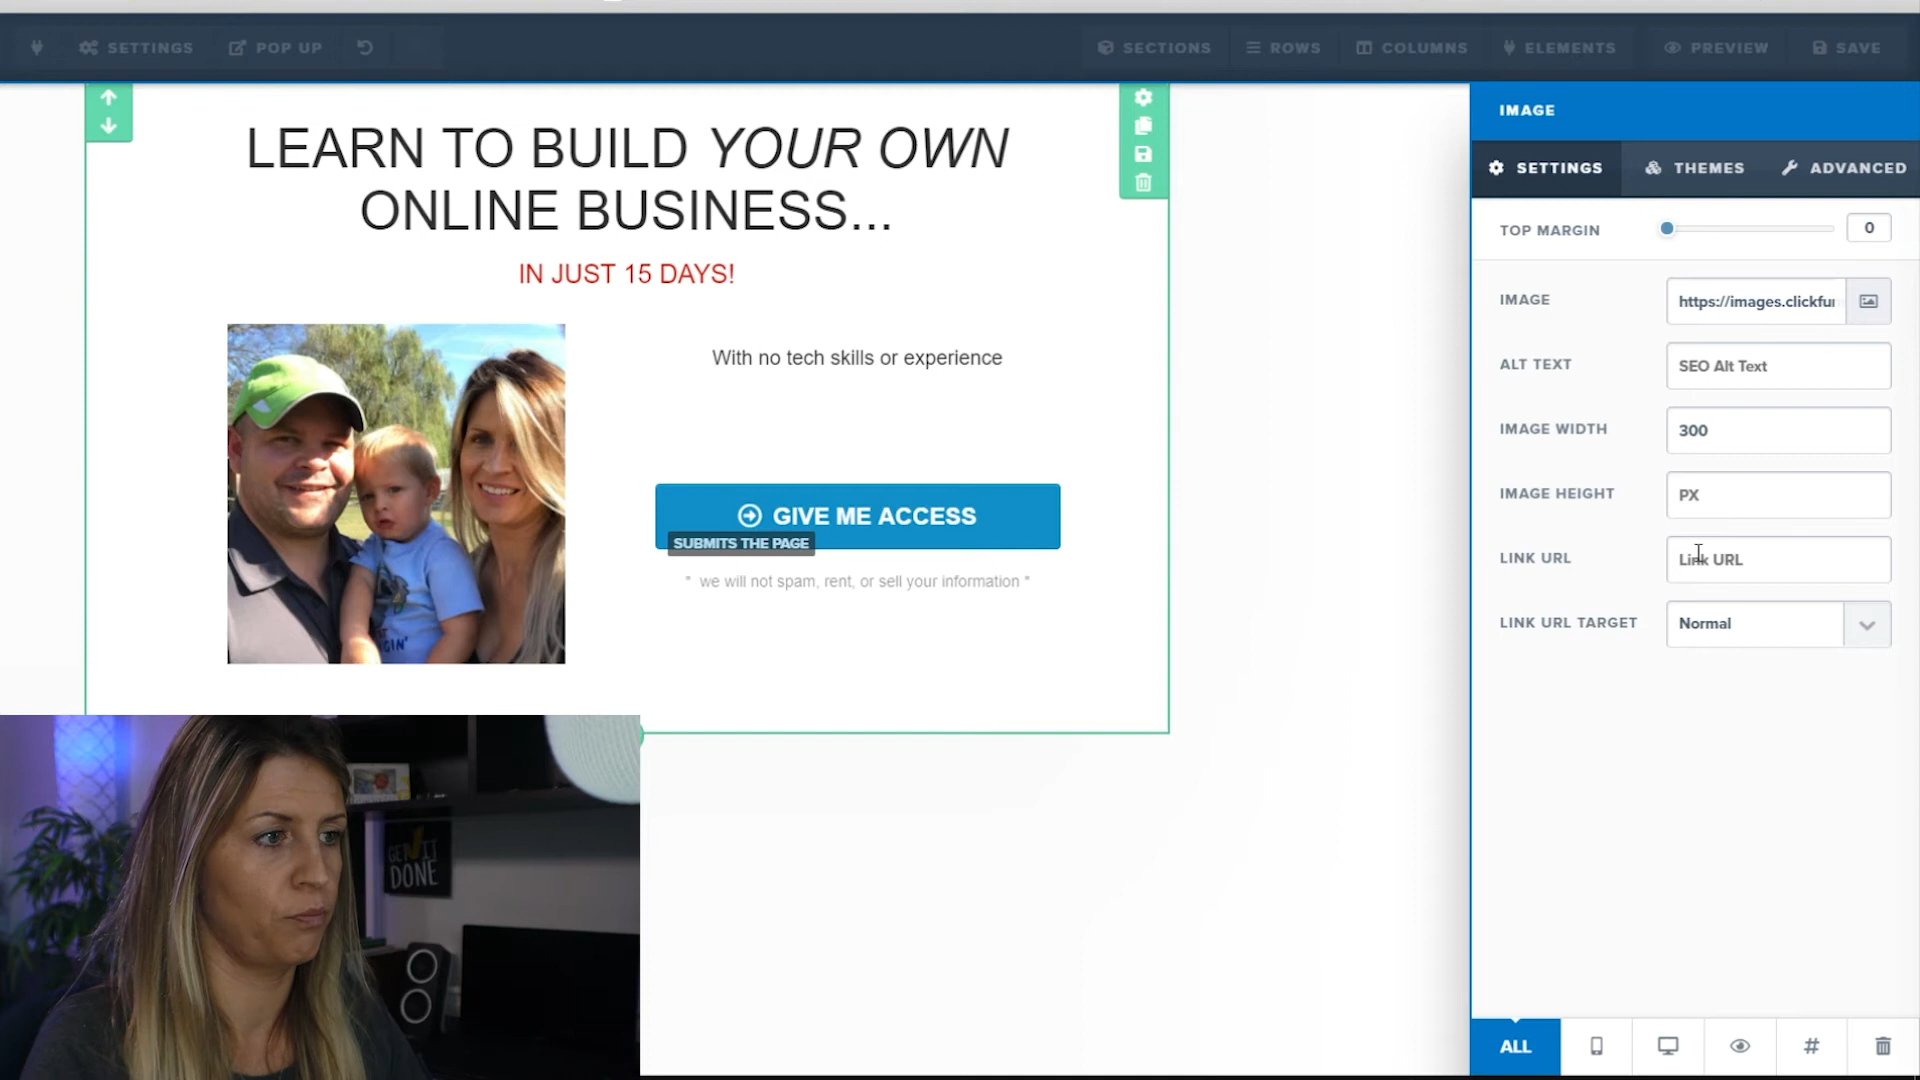 SETTINGS POP UP SECTIONS ROWS COLUMNS ELEMENTS PREVIEW SAVE
LEARN TO BUILD YOUR OWN
ONLINE BUSINESS...
IN JUST 15 DAYS!
With no tech skills or experience
GIVE ME ACCESS
SUBMITS THE PAGE
* we will not spam, rent, or sell your information *
GET IT
DONE
IMAGE
SETTINGS THEMES ADVANCED
TOP MARGIN 0
IMAGE https://images.clickfun
ALT TEXT SEO Alt Text
IMAGE WIDTH 300
IMAGE HEIGHT PX
LINK URL Link URL
LINK URL TARGET Normal
ALL #